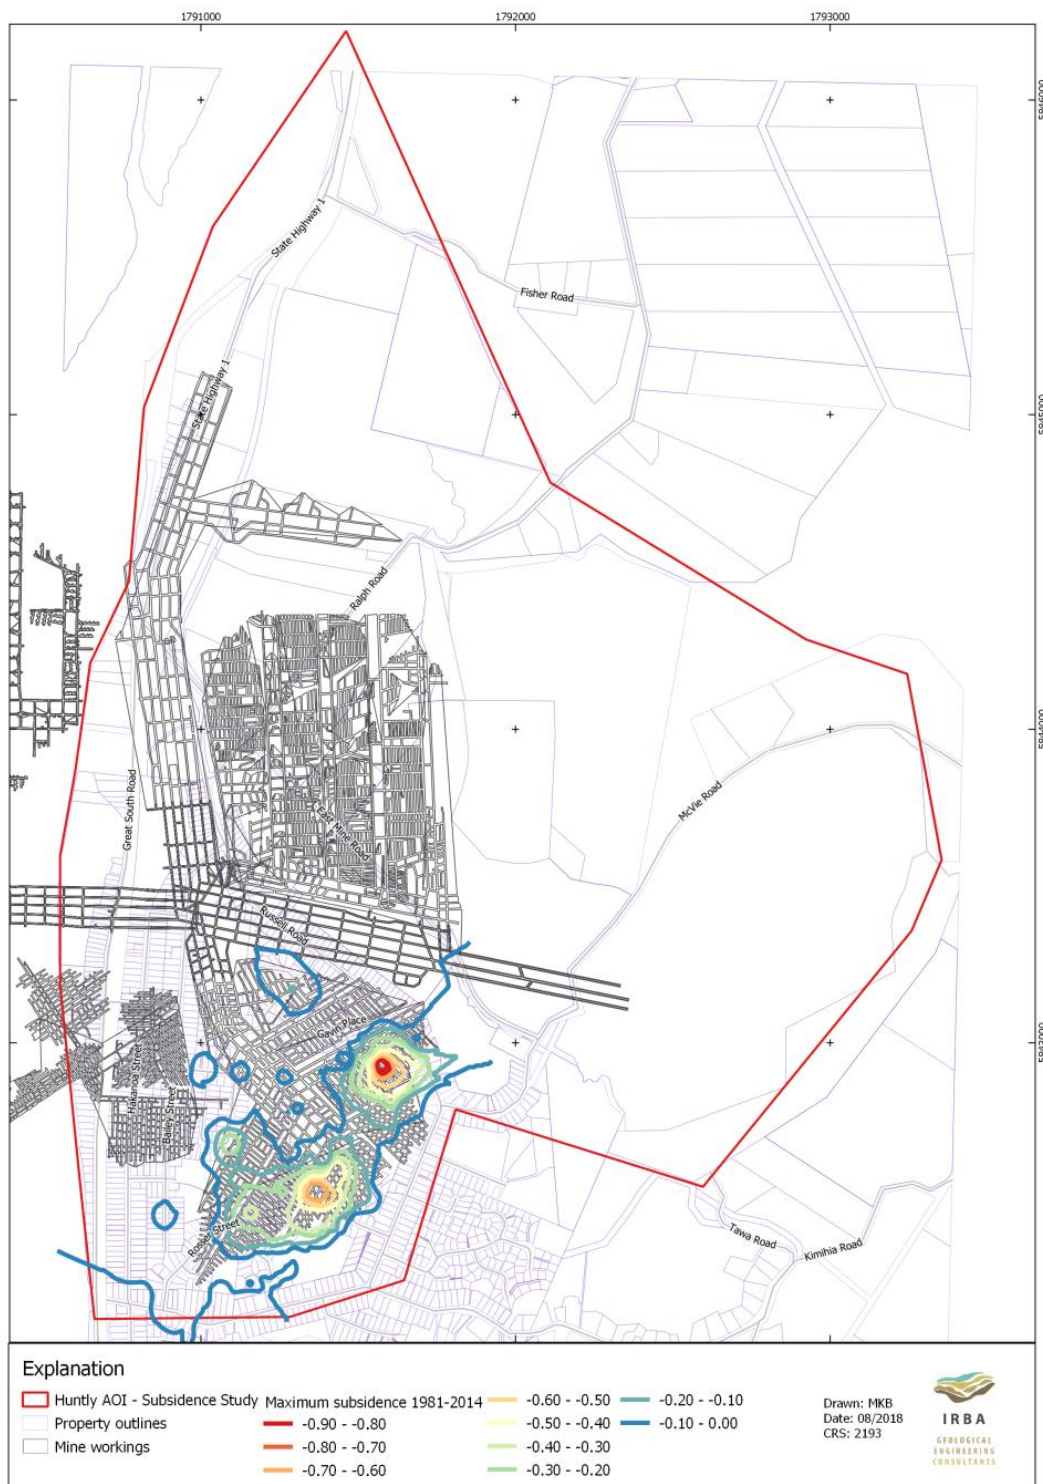 1791000
1792000
1793000
5846000
State Highway 1
Fisher Road
State Highway 1
5845000
Ralph Road
5844000
McVie Road
Great South Road
East Mine Road
Russell Road
Gavin Place
5843000
Hakanoa Street
Bailey Street
Rosser Street
Tawa Road
Kimihia Road
Explanation
Huntly AOI - Subsidence Study
Property outlines
Mine workings
Maximum subsidence 1981-2014
-0.90 - -0.80
-0.80 - -0.70
-0.70 - -0.60
-0.60 - -0.50
-0.50 - -0.40
-0.40 - -0.30
-0.30 - -0.20
-0.20 - -0.10
-0.10 - 0.00
Drawn: MKB
Date: 08/2018
CRS: 2193
IRBA
GEOLOGICAL
ENGINEERING
CONSULTANTS